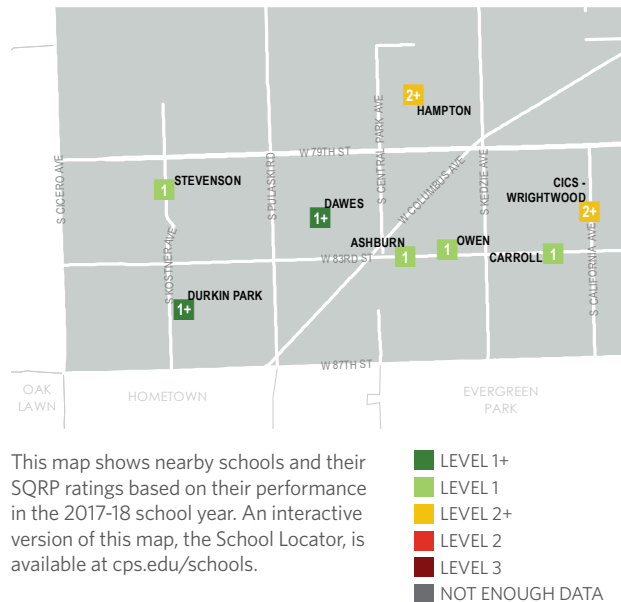 2+
HAMPTON
W 79TH ST
S CICERO AVE
S PULASKI RD
S CENTRAL PARK AVE
W COLUMBUS AVE
S KEDZIE AVE
1
STEVENSON
CICS -
WRIGHTWOOD
2+
DAWES
1+
S KOSTNER AVE
ASHBURN
1
OWEN
1
CARROLL
1
S CALIFORNIA AVE
W 83RD ST
DURKIN PARK
1+
W 87TH ST
OAK
LAWN
HOMETOWN
EVERGREEN
PARK
This map shows nearby schools and their
SQRP ratings based on their performance
in the 2017-18 school year. An interactive
version of this map, the School Locator, is
available at cps.edu/schools.
LEVEL 1+
LEVEL 1
LEVEL 2+
LEVEL 2
LEVEL 3
NOT ENOUGH DATA